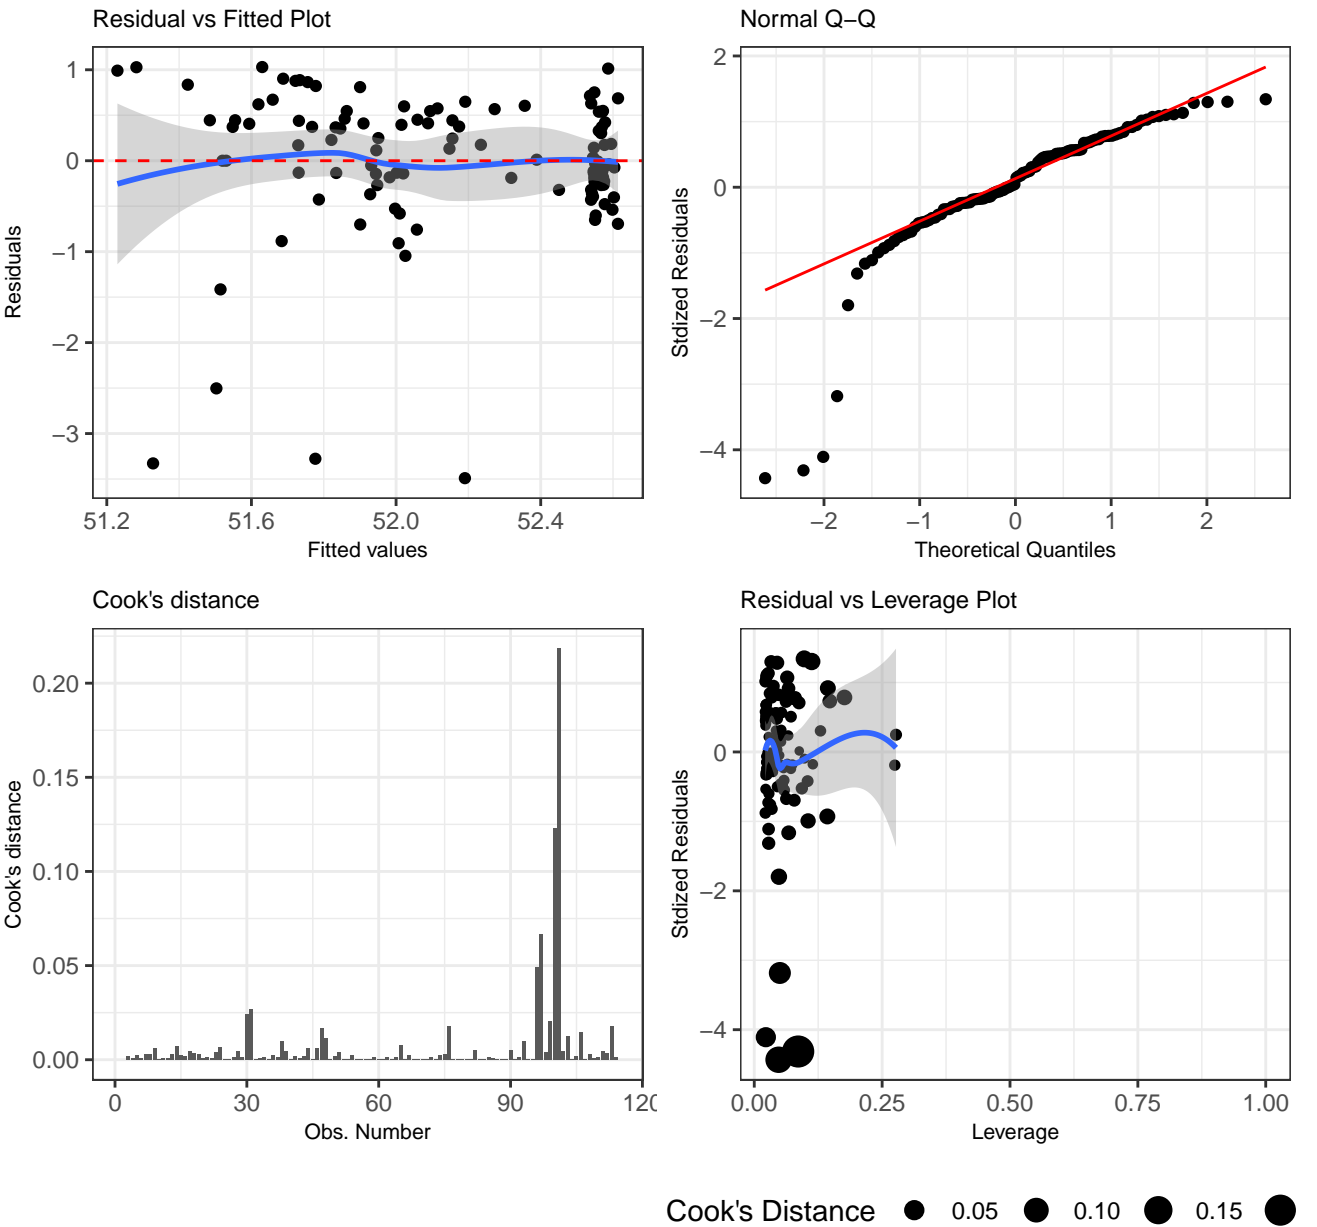 Residual vs Fitted Plot
1
0
−1
−2
−3
Residuals
51.2
51.6
52.0
52.4
Fitted values
Normal Q−Q
2
0
−2
−4
Stdized Residuals
−2
−1
0
1
2
Theoretical Quantiles
Cook's distance
0.20
0.15
0.10
0.05
0.00
Cook's distance
0
30
60
90
120
Obs. Number
Residual vs Leverage Plot
0
−2
−4
Stdized Residuals
0.00
0.25
0.50
0.75
1.00
Leverage
Cook's Distance 0.05 0.10 0.15